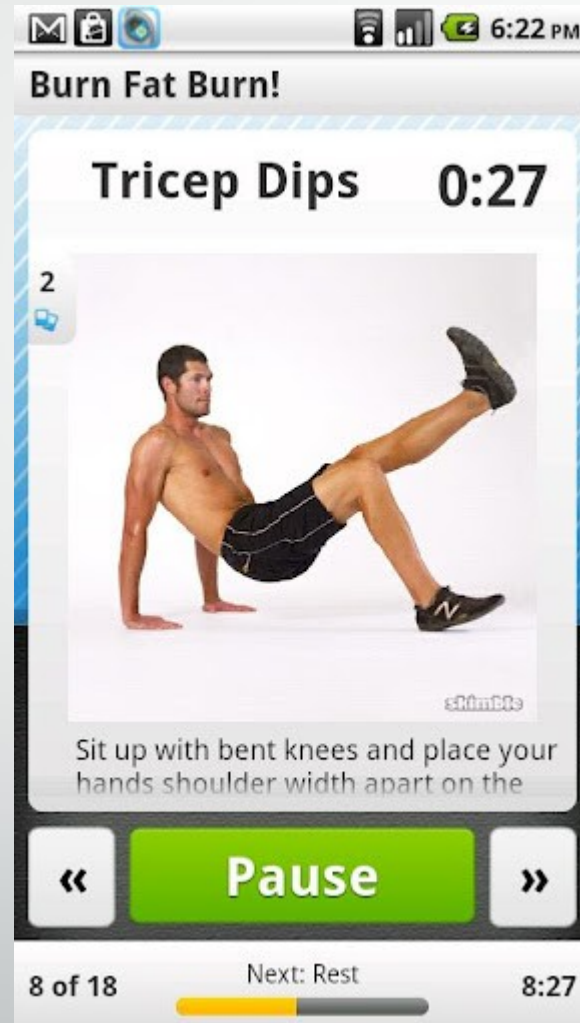 6:22 PM
Burn Fat Burn!
Tricep Dips 0:27
2
N
skimble
Sit up with bent knees and place your
hands shoulder width apart on the
« Pause »
8 of 18 Next: Rest 8:27